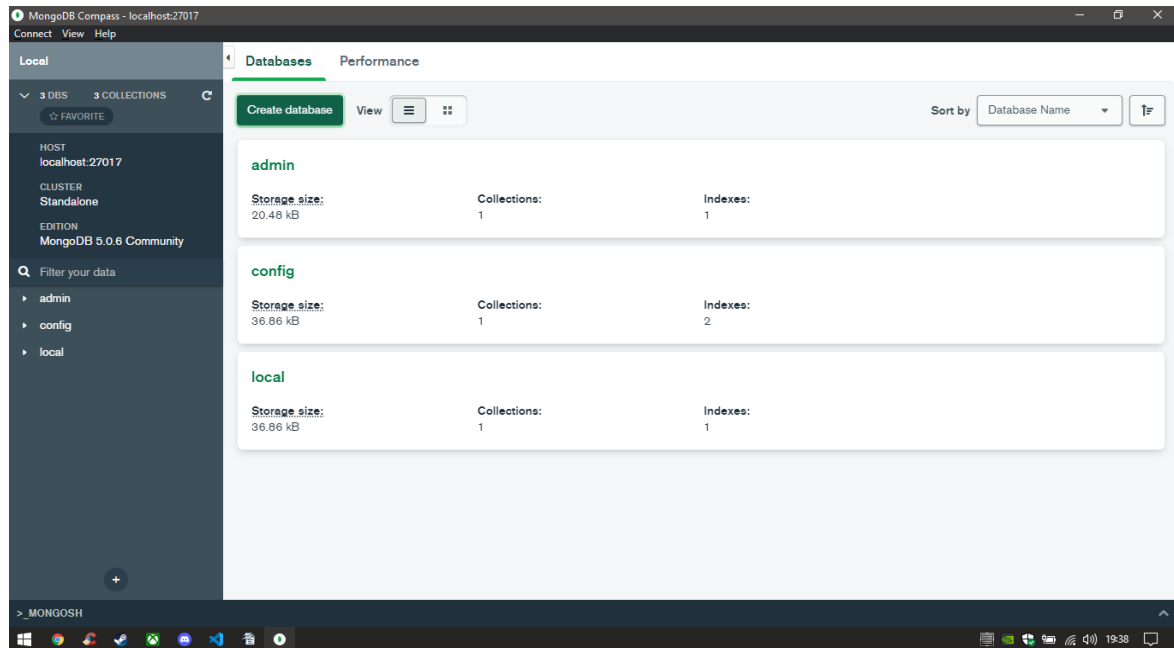 MongoDB Compass - localhost:27017
Connect View Help
Local
3 DBS 3 COLLECTIONS
FAVORITE
HOST
localhost:27017
CLUSTER
Standalone
EDITION
MongoDB 5.0.6 Community
Filter your data
admin
config
local
Databases Performance
Create database View Sort by Database Name
admin
Storage size: Collections: Indexes:
20.48 kB 1 1
config
Storage size: Collections: Indexes:
36.86 kB 1 2
local
Storage size: Collections: Indexes:
36.86 kB 1 1
>_MONGOSH
19:38